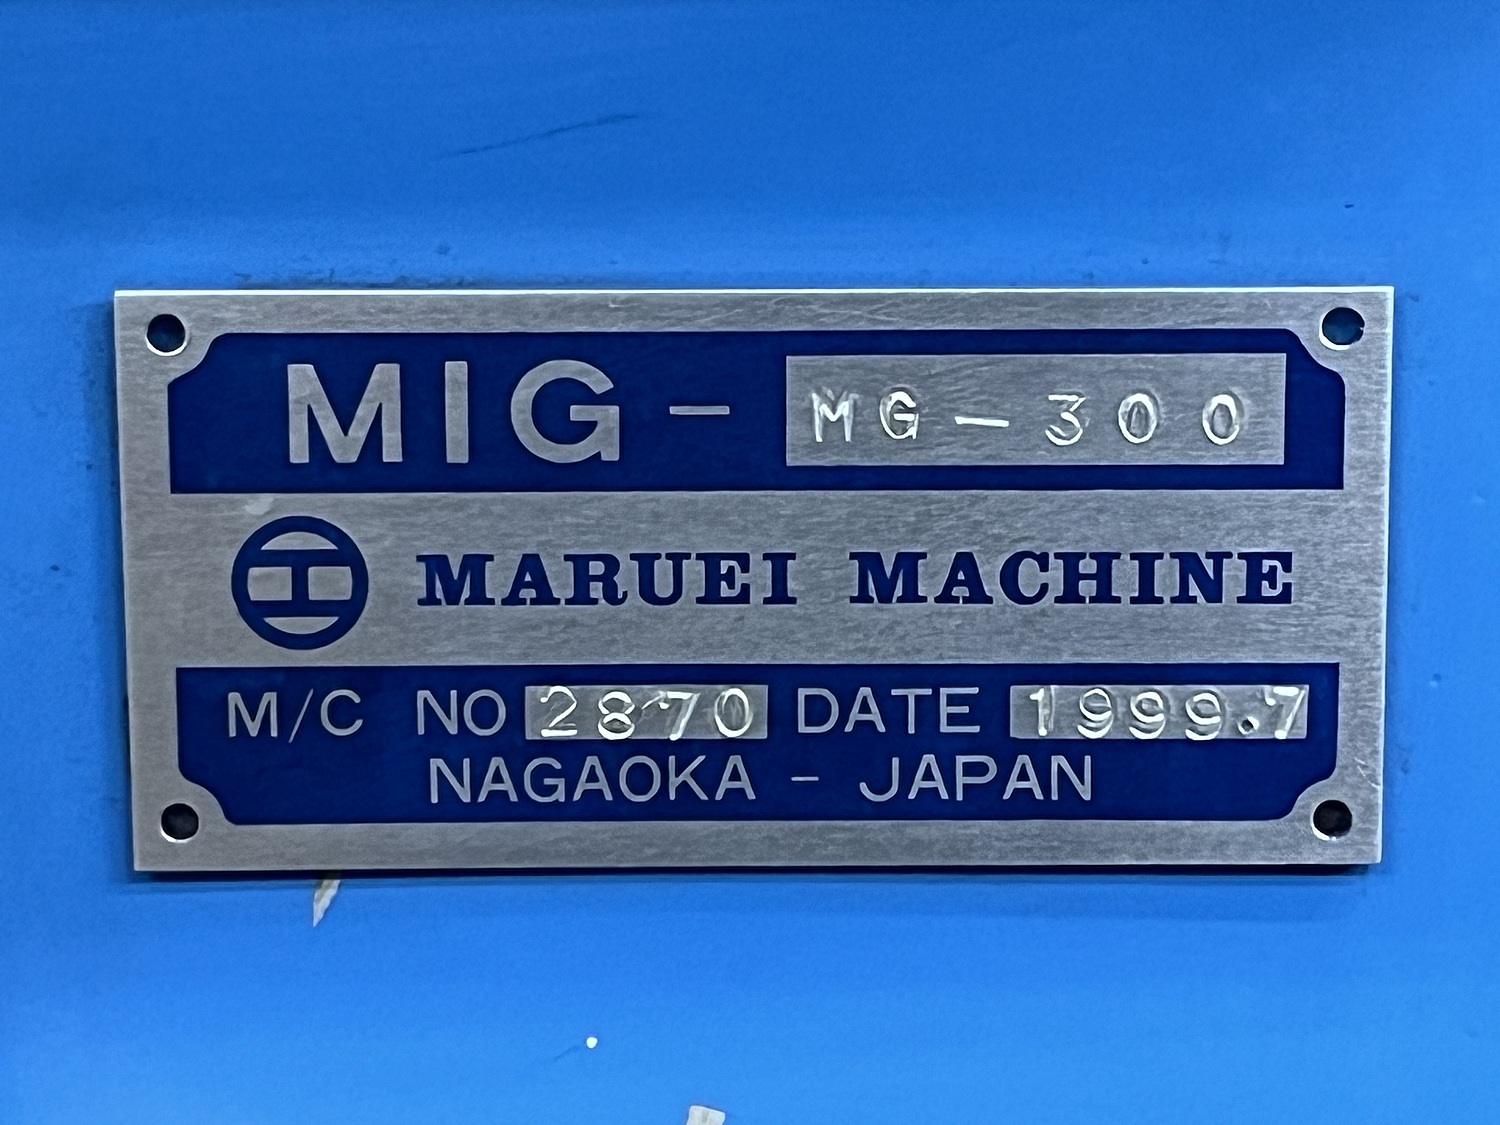 MIG - MG-300
MARUEI MACHINE
M/C NO 2870 DATE 1999.7
NAGAOKA - JAPAN